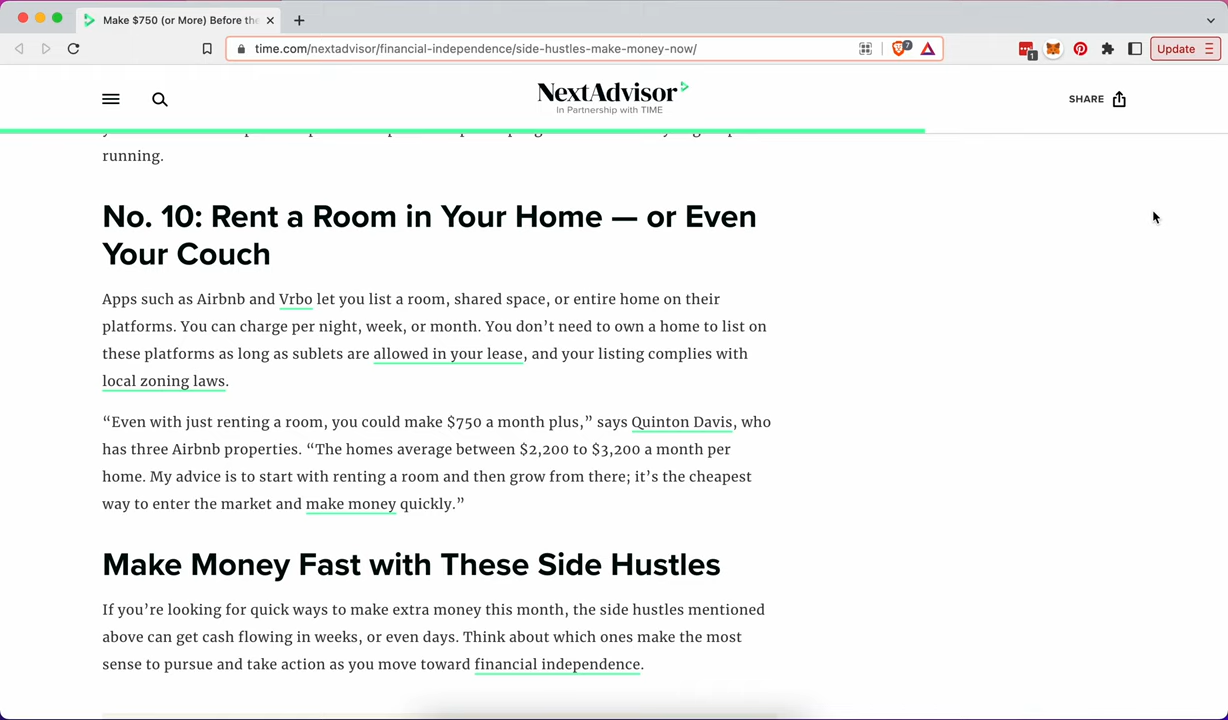 Make $750 (or More) Before the
time.com/nextadvisor/financial-independence/side-hustles-make-money-now/
7
1
Update
NextAdvisor
In Partnership with TIME
SHARE
running.
No. 10: Rent a Room in Your Home — or Even
Your Couch
Apps such as Airbnb and Vrbo let you list a room, shared space, or entire home on their
platforms. You can charge per night, week, or month. You don’t need to own a home to list on
these platforms as long as sublets are allowed in your lease, and your listing complies with
local zoning laws.
“Even with just renting a room, you could make $750 a month plus,” says Quinton Davis, who
has three Airbnb properties. “The homes average between $2,200 to $3,200 a month per
home. My advice is to start with renting a room and then grow from there; it’s the cheapest
way to enter the market and make money quickly.”
Make Money Fast with These Side Hustles
If you’re looking for quick ways to make extra money this month, the side hustles mentioned
above can get cash flowing in weeks, or even days. Think about which ones make the most
sense to pursue and take action as you move toward financial independence.